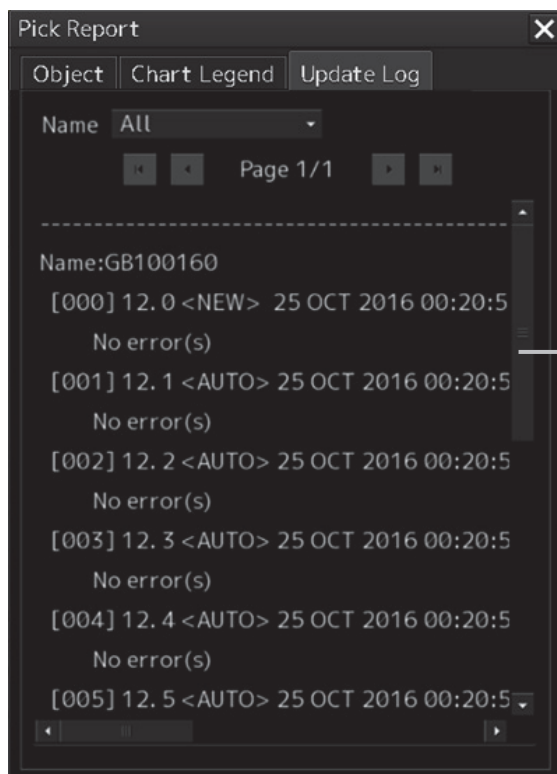 Pick Report
Object Chart Legend Update Log
Name All
Page 1/1
Name:GB100160
[000] 12. 0 <NEW> 25 OCT 2016 00:20:5
No error(s)
[001] 12. 1 <AUTO> 25 OCT 2016 00:20:5
No error(s)
[002] 12. 2 <AUTO> 25 OCT 2016 00:20:5
No error(s)
[003] 12. 3 <AUTO> 25 OCT 2016 00:20:5
No error(s)
[004] 12. 4 <AUTO> 25 OCT 2016 00:20:5
No error(s)
[005] 12. 5 <AUTO> 25 OCT 2016 00:20:5